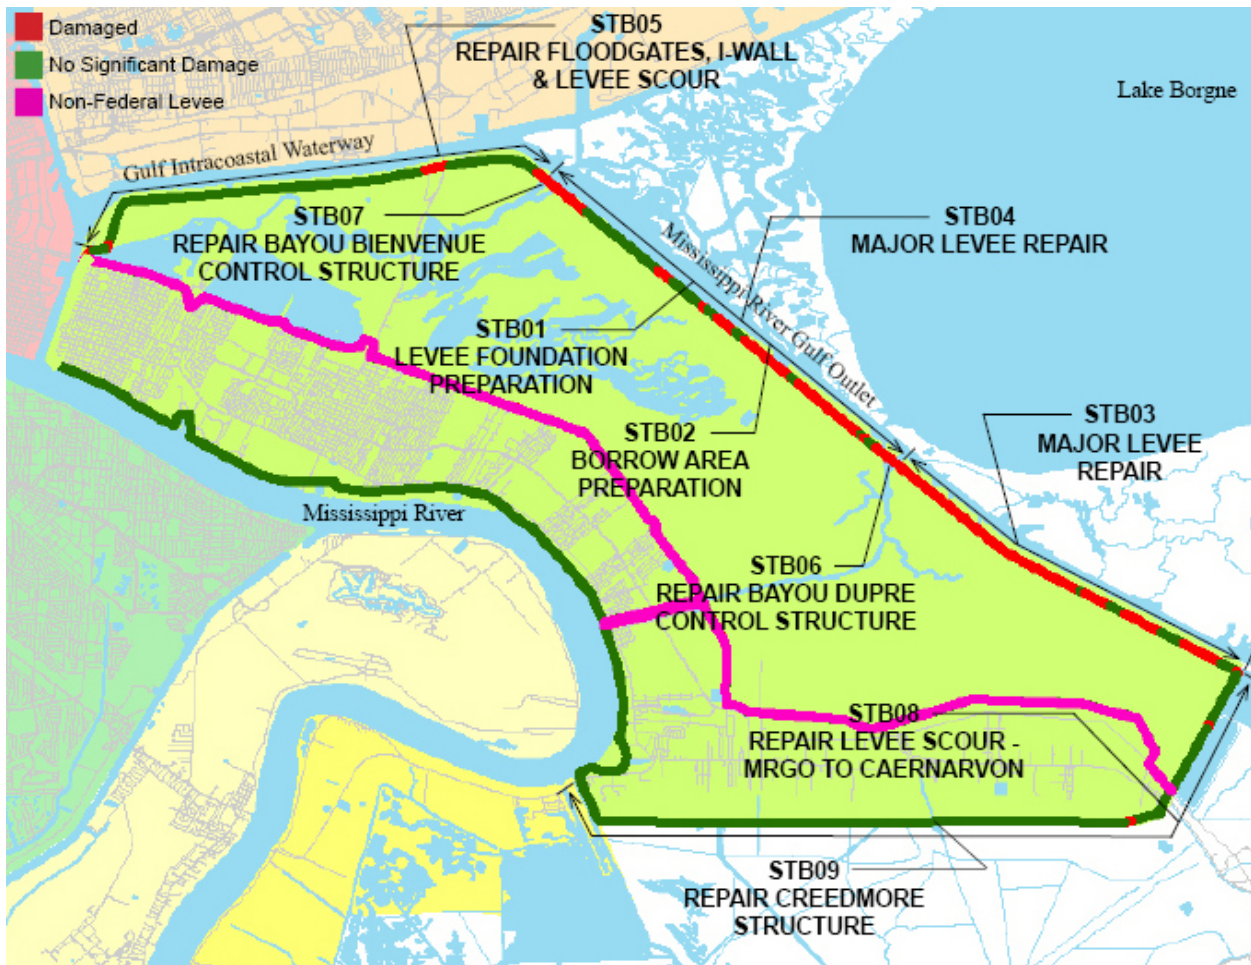 Damaged
No Significant Damage
Non-Federal Levee
STB05
REPAIR FLOODGATES, I-WALL
& LEVEE SCOUR
Lake Borgne
Gulf Intracoastal Waterway
STB07
REPAIR BAYOU BIENVENUE
CONTROL STRUCTURE
STB04
MAJOR LEVEE REPAIR
Mississippi River Gulf Outlet
STB01
LEVEE FOUNDATION
PREPARATION
STB02
BORROW AREA
PREPARATION
STB03
MAJOR LEVEE
REPAIR
Mississippi River
STB06
REPAIR BAYOU DUPRE
CONTROL STRUCTURE
STB08
REPAIR LEVEE SCOUR -
MRGO TO CAERNARVON
STB09
REPAIR CREEDMORE
STRUCTURE